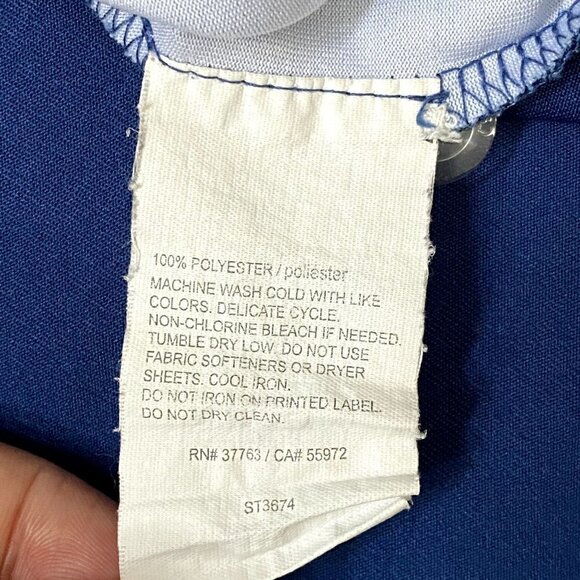 100% POLYESTER / poliéster
MACHINE WASH COLD WITH LIKE
COLORS. DELICATE CYCLE.
NON-CHLORINE BLEACH IF NEEDED.
TUMBLE DRY LOW. DO NOT USE
FABRIC SOFTENERS OR DRYER
SHEETS. COOL IRON.
DO NOT IRON ON PRINTED LABEL.
DO NOT DRY CLEAN.
RN# 37763 / CA# 55972
ST3674